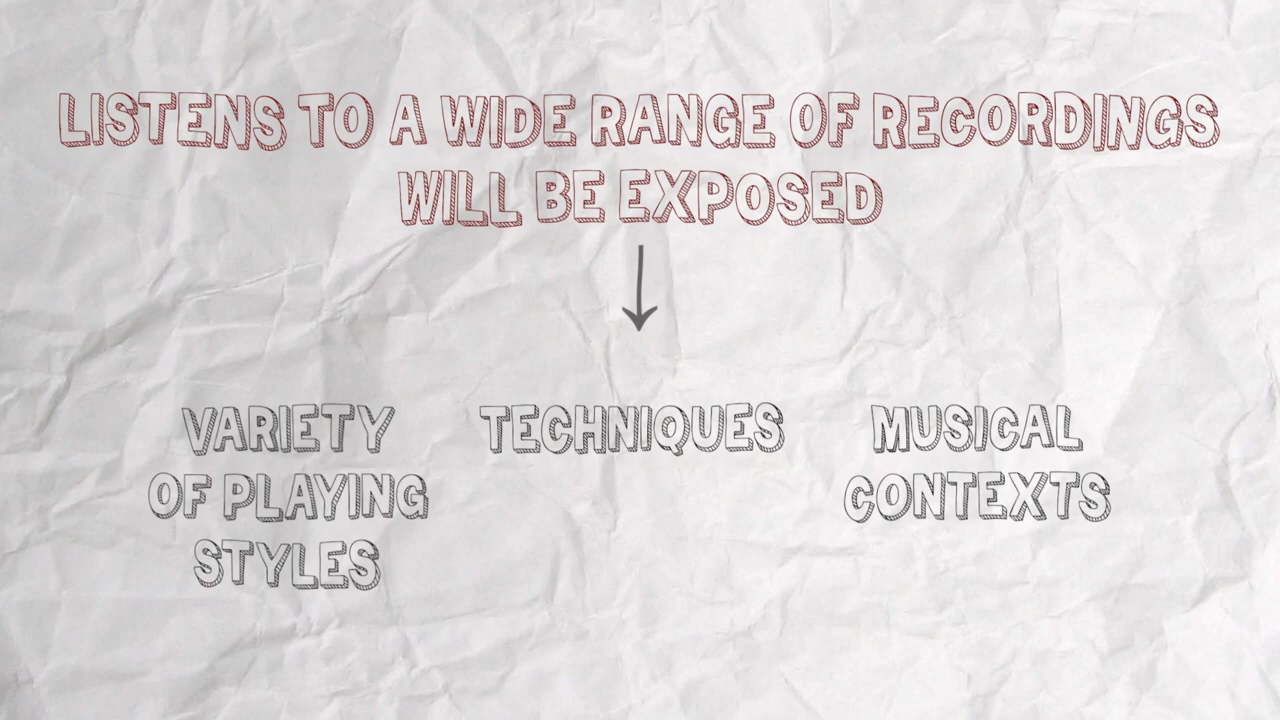 LISTENS TO A WIDE RANGE OF RECORDINGS
WILL BE EXPOSED
VARIETY
OF PLAYING
STYLES
TECHNIQUES
MUSICAL
CONTEXTS